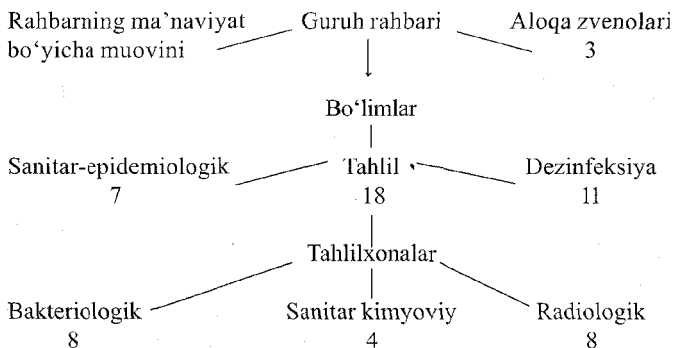 Rahbarning ma’naviyat
bo‘yicha muovini
Guruh rahbari
Aloqa zvenolari
3
Bo‘limlar
Sanitar-epidemiologik
7
Tahlil
18
Dezinfeksiya
11
Tahlilxonalar
Bakteriologik
8
Sanitar kimyoviy
4
Radiologik
8